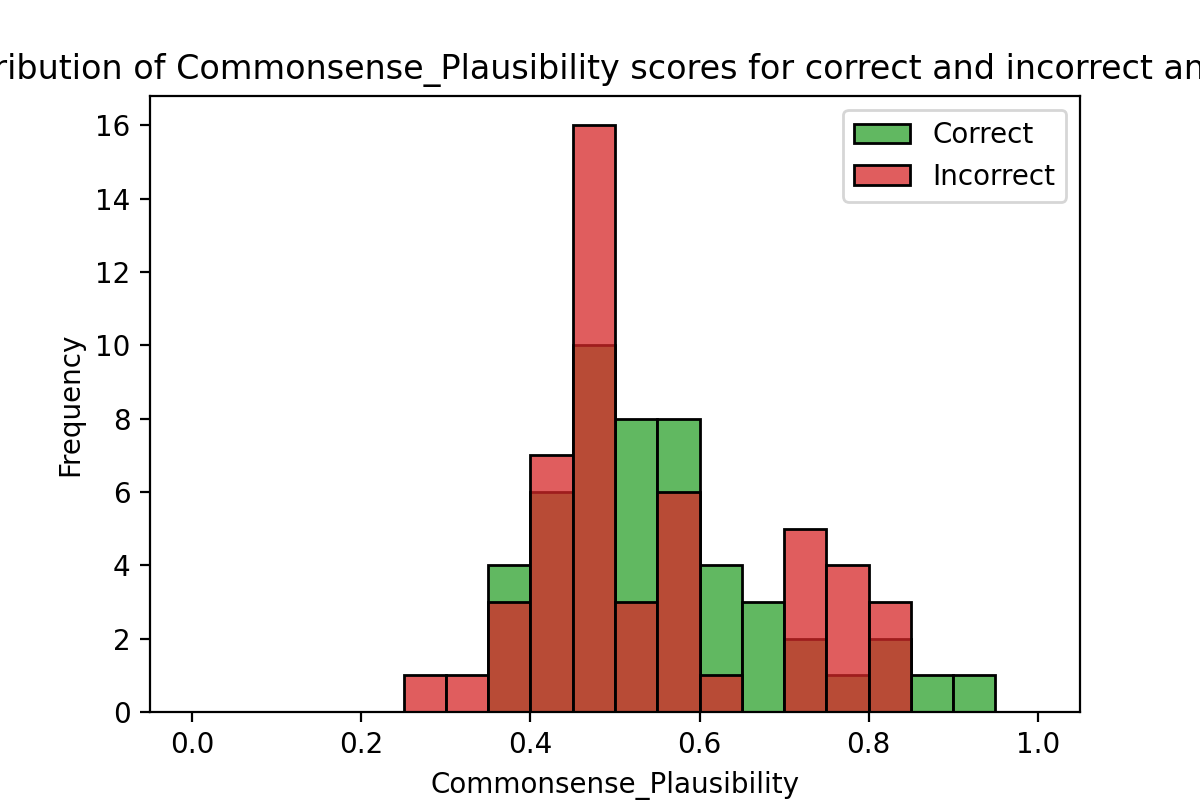 ribution of Commonsense_Plausibility scores for correct and incorrect an
Correct
Incorrect
16
14
12
10
8
6
4
2
0
Frequency
0.0 0.2 0.4 0.6 0.8 1.0
Commonsense_Plausibility